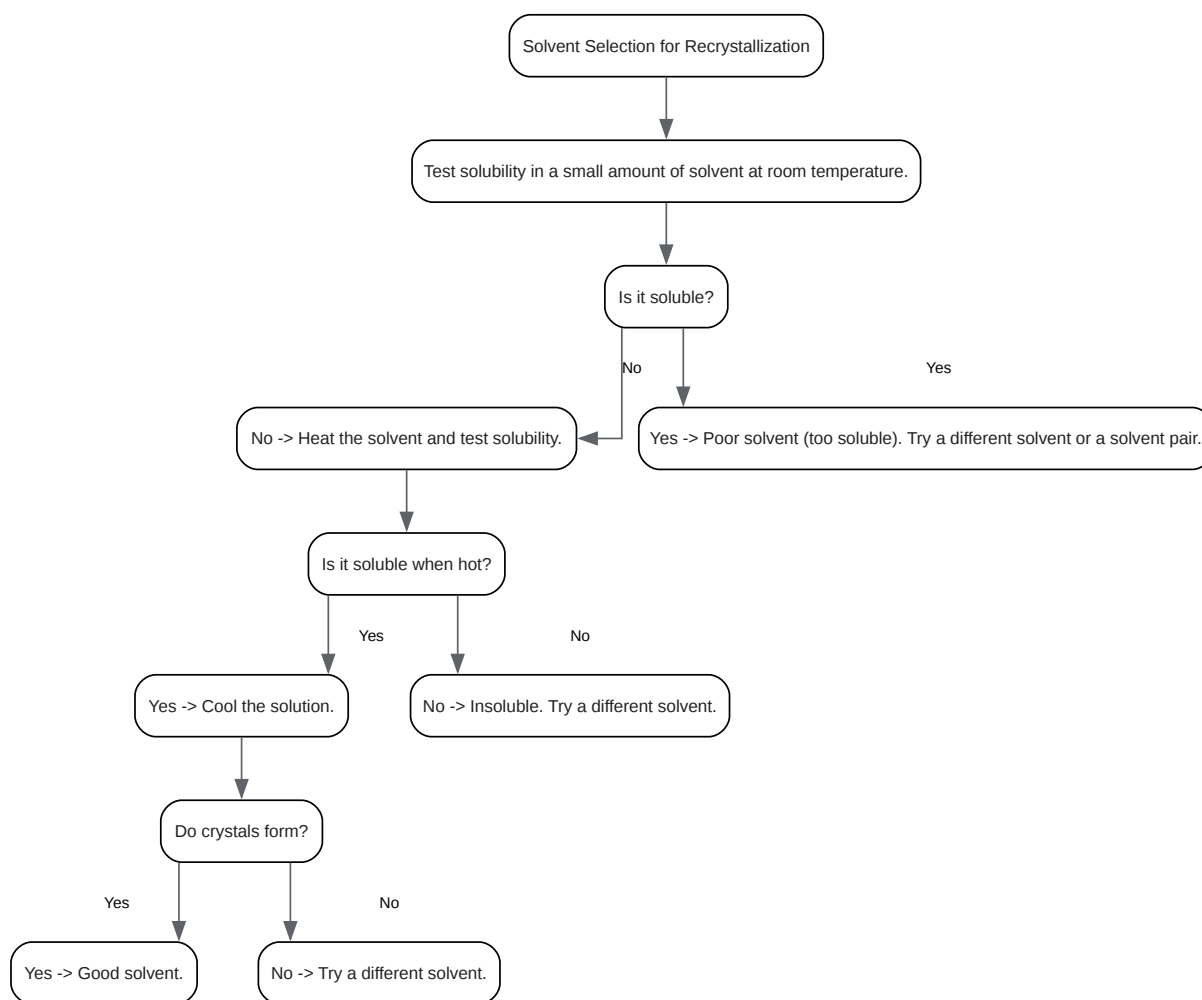 Solvent Selection for Recrystallization
Test solubility in a small amount of solvent at room temperature.
Is it soluble?
No
Yes
No -> Heat the solvent and test solubility.
Yes -> Poor solvent (too soluble). Try a different solvent or a solvent pair.
Is it soluble when hot?
Yes
No
Yes -> Cool the solution.
No -> Insoluble. Try a different solvent.
Do crystals form?
Yes
No
Yes -> Good solvent.
No -> Try a different solvent.